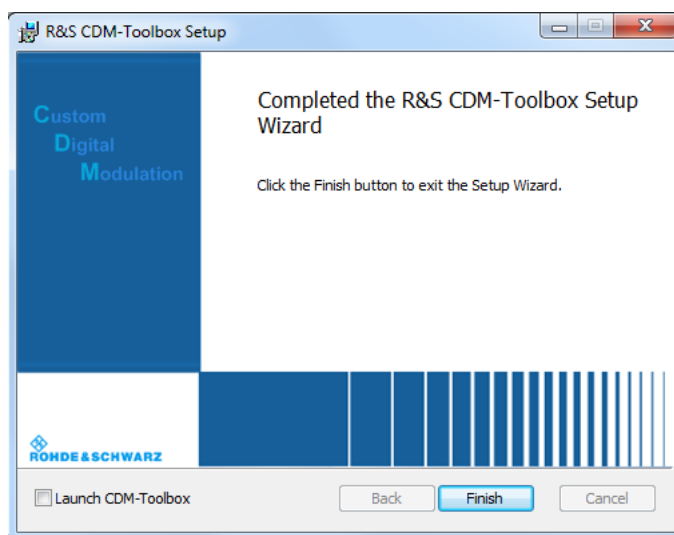 R&S CDM-Toolbox Setup
Custom
Digital
Modulation
Completed the R&S CDM-Toolbox Setup
Wizard
Click the Finish button to exit the Setup Wizard.
ROHDE&SCHWARZ
Launch CDM-Toolbox
Back
Finish
Cancel